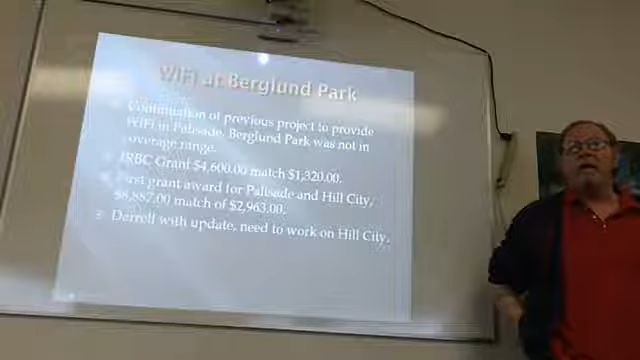 WiFi at Berglund Park
Continuation of previous project to provide
WiFi in Palisade. Berglund Park was not in
coverage range.
IRBC Grant $4,600.00 match $1,320.00.
First grant award for Palisade and Hill City,
$8,887.00 match of $2,963.00.
Darrell with update, need to work on Hill City.